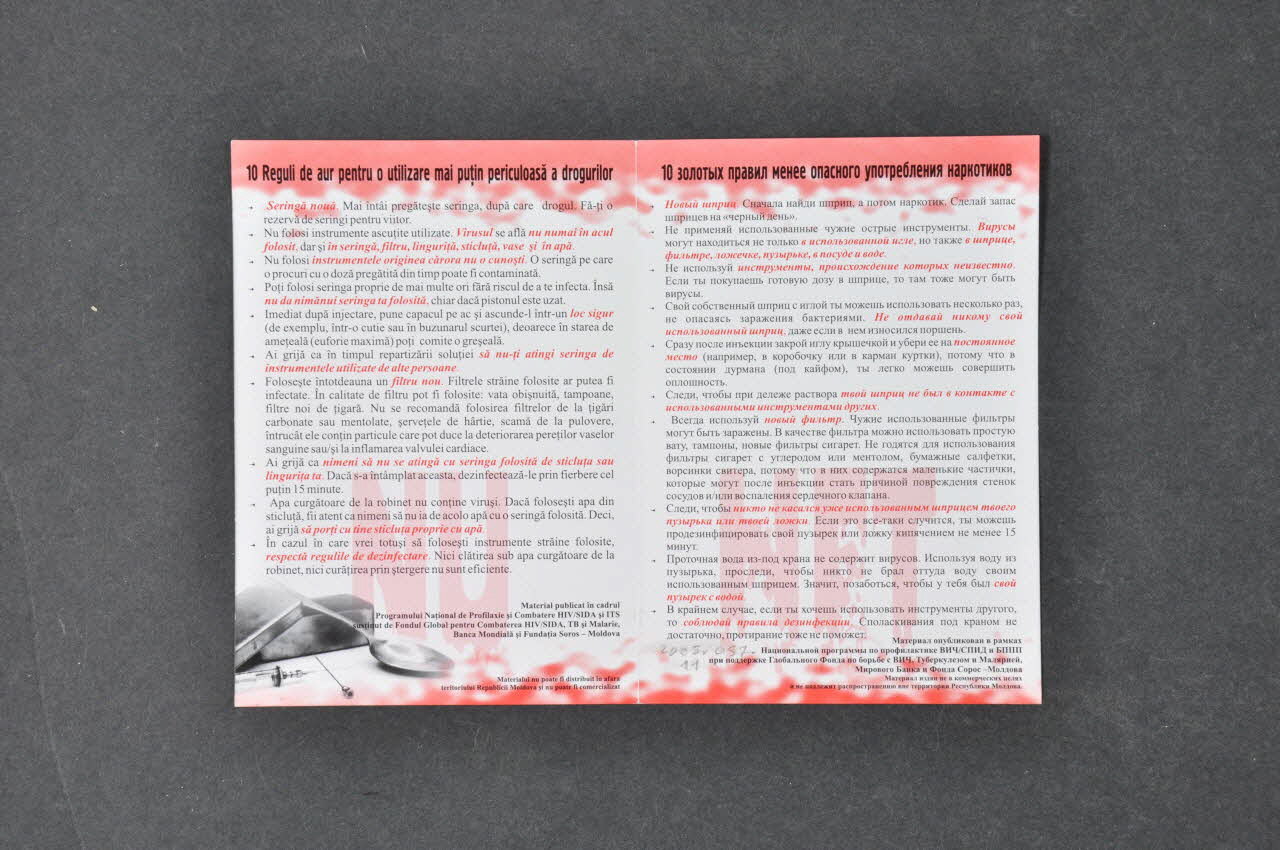 10 Reguli de aur pentru o utilizare mai puțin periculoasă a drogurilor
Seringă nouă. Mai întâi pregătește seringa, după care drogul. Fă-ți o
rezervă de seringi pentru viitor.
Nu folosi instrumente ascuțite utilizate. Virusul se află nu numai în acul
folosit, dar și în seringă, filtru, linguriță, sticluță, vase și în apă.
Nu folosi instrumentele originea cărora nu o cunoști. O seringă pe care
o procuri cu o doză pregătită din timp poate fi contaminată.
Poți folosi seringa proprie de mai multe ori fără riscul de a te infecta. Însă
nu da nimănui seringa ta folosită, chiar dacă pistonul este uzat.
Imediat după injectare, pune capacul pe ac și ascunde-l într-un loc sigur
(de exemplu, într-o cutie sau în buzunarul scurtei), deoarece în starea de
amețeală (euforie maximă) poți comite o greșeală.
Ai grijă ca în timpul repartizării soluției să nu-ți atingi seringa de
instrumentele utilizate de alte persoane.
Folosește întotdeauna un filtru nou. Filtrele străine folosite ar putea fi
infectate. În calitate de filtru pot fi folosite: vata obișnuită, tampoane,
filtre noi de țigară. Nu se recomandă folosirea filtrelor de la țigări
carbonate sau mentolate, șervețele de hârtie, scamă de la pulovere,
întrucât ele conțin particule care pot duce la deteriorarea pereților vaselor
sanguine sau/și la inflamarea valvulei cardiace.
Ai grijă ca nimeni să nu se atingă cu seringa folosită de sticluța sau
lingurița ta. Dacă s-a întâmplat aceasta, dezinfectează-le prin fierbere cel
puțin 15 minute.
Apa curgătoare de la robinet nu conține viruși. Dacă folosești apa din
sticluță, fii atent ca nimeni să nu ia de acolo apă cu o seringă folosită. Deci,
ai grijă să porți cu tine sticluța proprie cu apă.
În cazul în care vrei totuși să folosești instrumente străine folosite,
respectă regulile de dezinfectare. Nici clătirea sub apa curgătoare de la
robinet, nici curățirea prin ștergere nu sunt eficiente.
NU
Material publicat în cadrul
Programului Național de Profilaxie și Combatere HIV/SIDA și ITS
susținut de Fondul Global pentru Combaterea HIV/SIDA, TB și Malarie,
Banca Mondială și Fundația Soros – Moldova
Materialul nu poate fi distribuit în afara
teritoriului Republicii Moldova și nu poate fi comercializat
10 золотых правил менее опасного употребления наркотиков
Новый шприц. Сначала найди шприц, а потом наркотик. Сделай запас
шприцев на «черный день».
Не применяй использованные чужие острые инструменты. Вирусы
могут находиться не только в использованной игле, но также в шприце,
фильтре, ложечке, пузырьке, в посуде и воде.
Не используй инструменты, происхождение которых неизвестно.
Если ты покупаешь готовую дозу в шприце, то там тоже могут быть
вирусы.
Свой собственный шприц с иглой ты можешь использовать несколько раз,
не опасаясь заражения бактериями. Не отдавай никому свой
использованный шприц, даже если в нем износился поршень.
Сразу после инъекции закрой иглу крышечкой и убери ее на постоянное
место (например, в коробочку или в карман куртки), потому что в
состоянии дурмана (под кайфом), ты легко можешь совершить
оплошность.
Следи, чтобы при дележе раствора твой шприц не был в контакте с
использованными инструментами других.
Всегда используй новый фильтр. Чужие использованные фильтры
могут быть заражены. В качестве фильтра можно использовать простую
вату, тампоны, новые фильтры сигарет. Не годятся для использования
фильтры сигарет с углеродом или ментолом, бумажные салфетки,
ворсинки свитера, потому что в них содержатся маленькие частички,
которые могут после инъекции стать причиной повреждения стенок
сосудов и/или воспаления сердечного клапана.
Следи, чтобы никто не касался уже использованным шприцем твоего
пузырька или твоей ложки. Если это все-таки случится, ты можешь
продезинфицировать свой пузырек или ложку кипячением не менее 15
минут.
Проточная вода из-под крана не содержит вирусов. Используя воду из
пузырька, проследи, чтобы никто не брал оттуда воду своим
использованным шприцем. Значит, позаботься, чтобы у тебя был свой
пузырек с водой.
В крайнем случае, если ты хочешь использовать инструменты другого,
то соблюдай правила дезинфекции. Споласкивания под краном не
достаточно, протирание тоже не поможет.
НЕТ
Материал опубликован в рамках
Национальной программы по профилактике ВИЧ/СПИД и БППП
при поддержке Глобального Фонда по борьбе с ВИЧ, Туберкулезом и Малярией,
Мирового Банка и Фонда Сорос –Молдова
Материал издан не в коммерческих целях
и не подлежит распространению вне территории Республики Молдова.